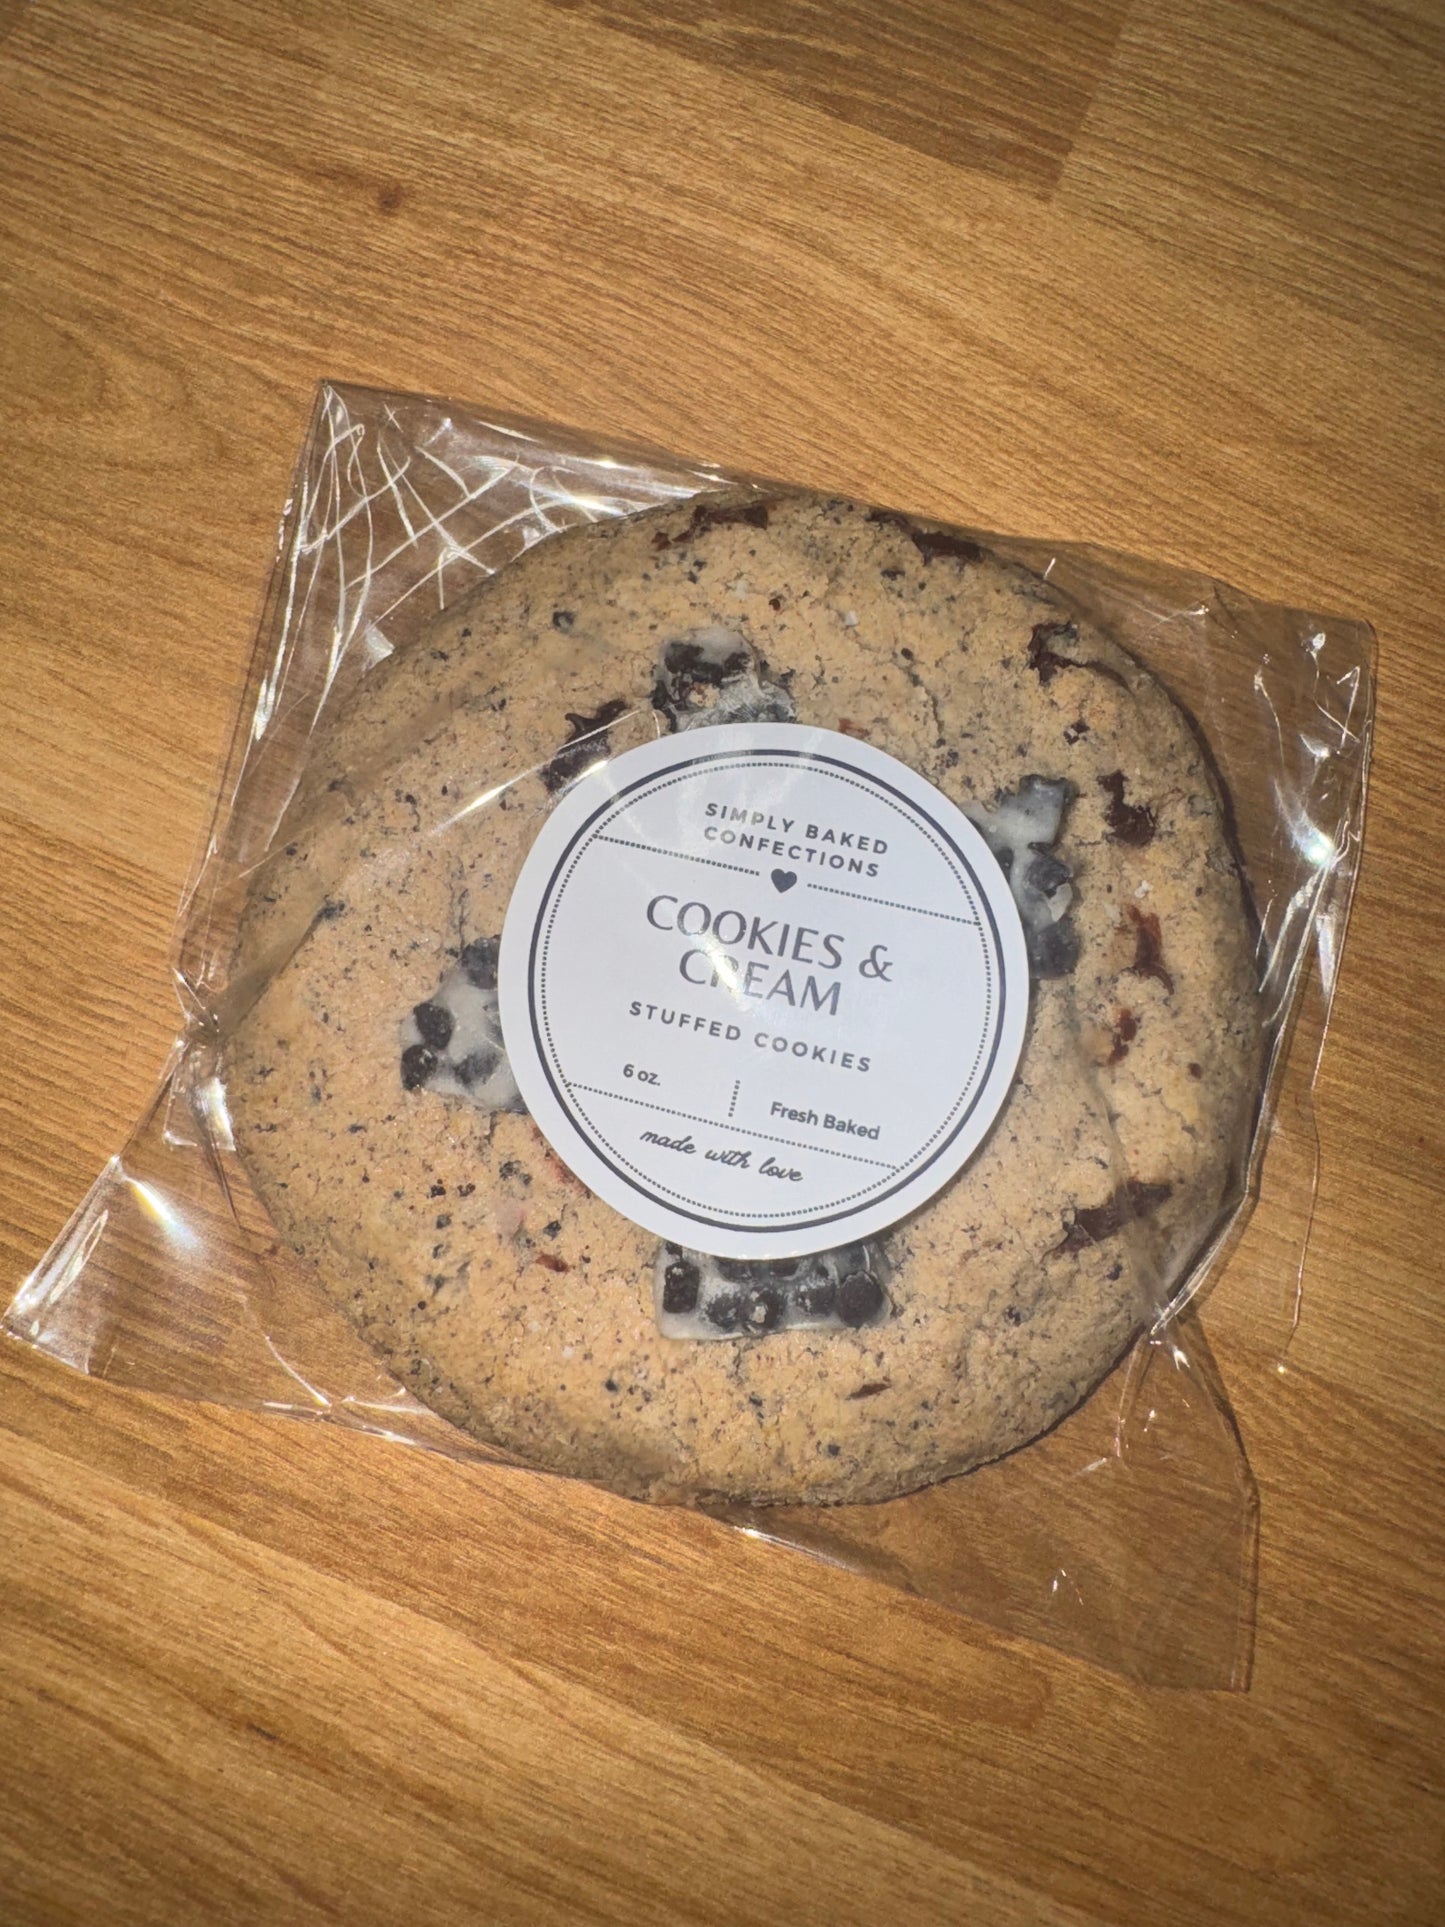 SIMPLY BAKED
CONFECTIONS
COOKIES &
CREAM
STUFFED COOKIES
6 oz.
Fresh Baked
made with love